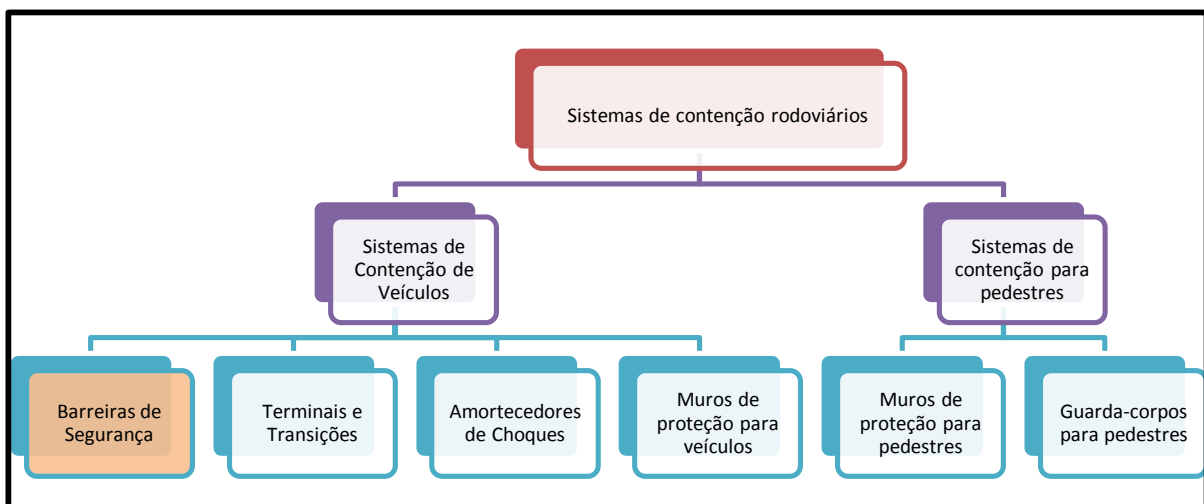 Sistemas de contenção rodoviários
Sistemas de
Contenção de
Veículos
Sistemas de
contenção para
pedestres
Barreiras de
Segurança
Terminais e
Transições
Amortecedores
de Choques
Muros de
proteção para
veículos
Muros de
proteção para
pedestres
Guarda-corpos
para pedestres